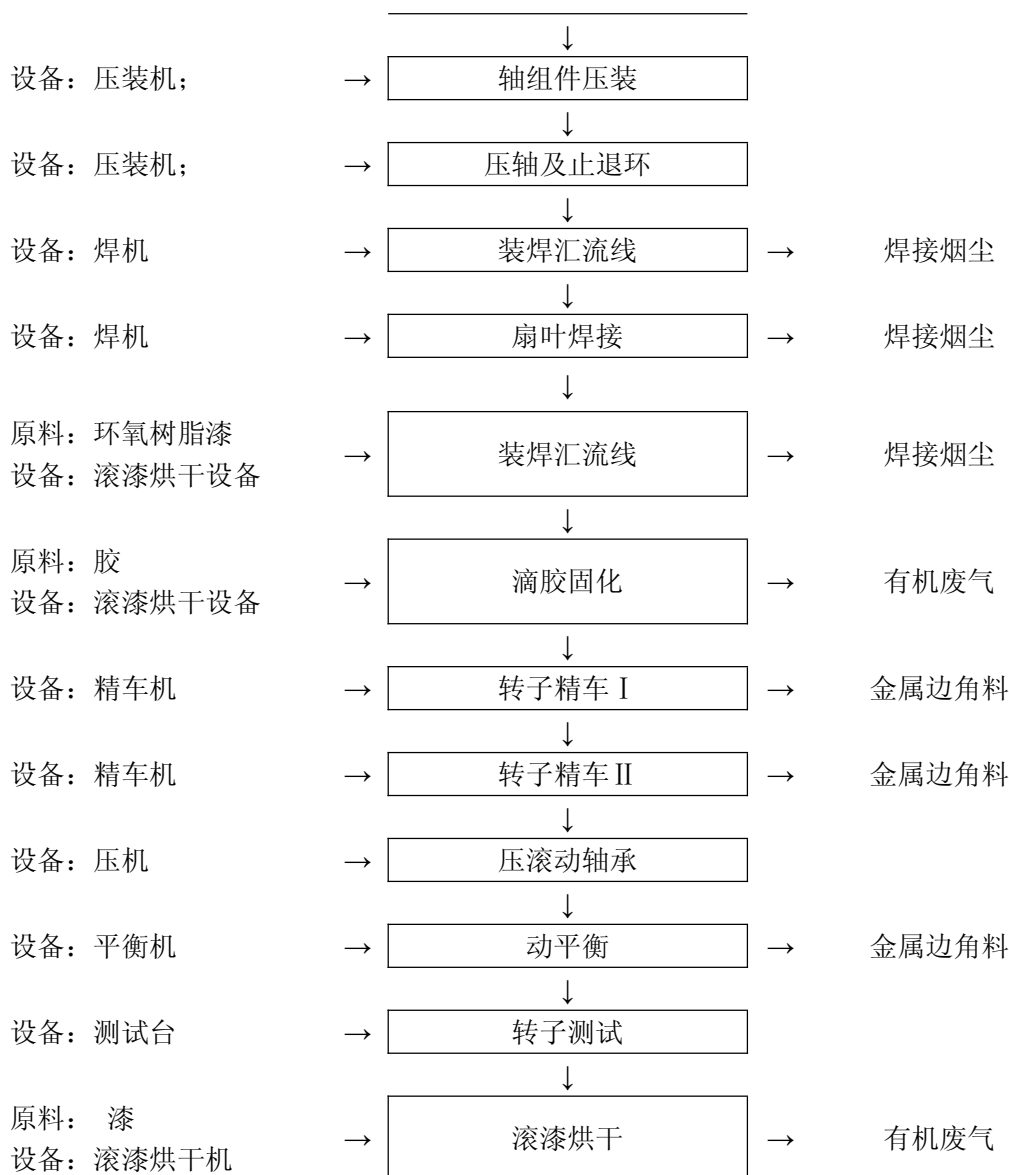 ↓
设备：压装机； → 轴组件压装
↓
设备：压装机； → 压轴及止退环
↓
设备：焊机 → 装焊汇流线 → 焊接烟尘
↓
设备：焊机 → 扇叶焊接 → 焊接烟尘
↓
原料：环氧树脂漆
设备：滚漆烘干设备
→ 装焊汇流线 → 焊接烟尘
↓
原料：胶
设备：滚漆烘干设备
→ 滴胶固化 → 有机废气
↓
设备：精车机 → 转子精车Ⅰ → 金属边角料
↓
设备：精车机 → 转子精车Ⅱ → 金属边角料
↓
设备：压机 → 压滚动轴承
↓
设备：平衡机 → 动平衡 → 金属边角料
↓
设备：测试台 → 转子测试
↓
原料： 漆
设备：滚漆烘干机
→ 滚漆烘干 → 有机废气